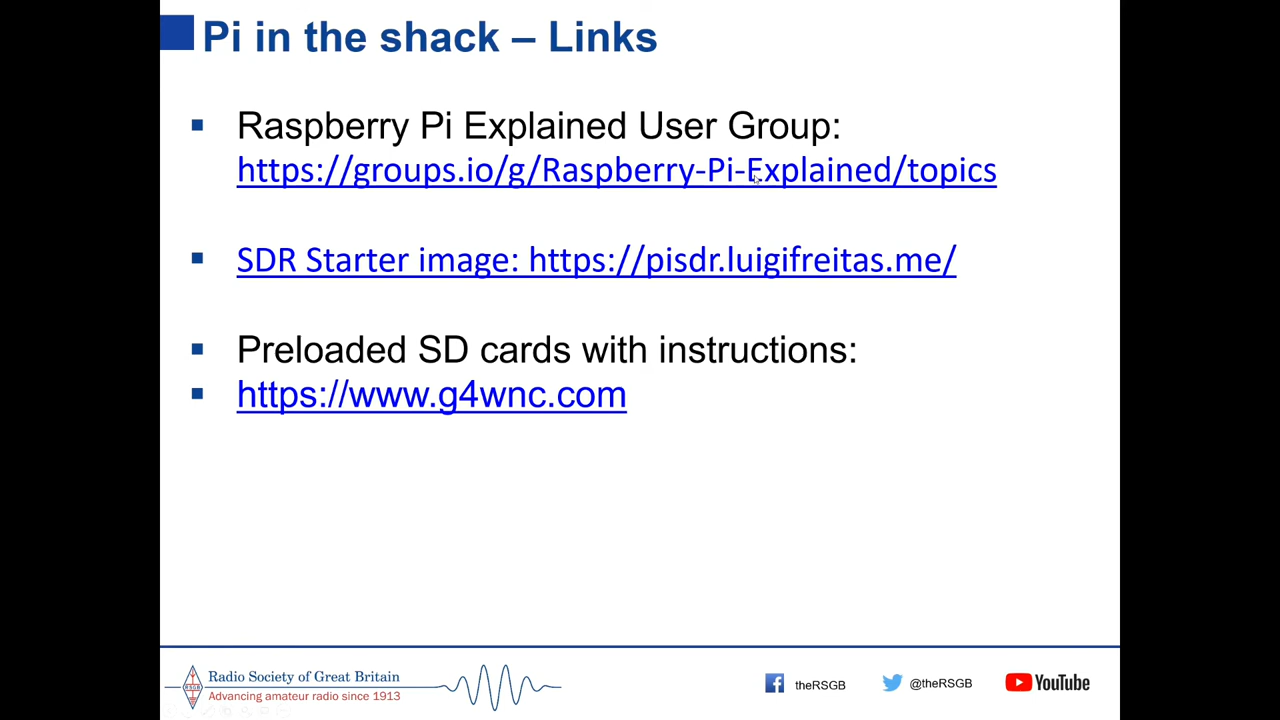 Pi in the shack – Links
Raspberry Pi Explained User Group:
https://groups.io/g/Raspberry-Pi-Explained/topics
SDR Starter image: https://pisdr.luigifreitas.me/
Preloaded SD cards with instructions:
https://www.g4wnc.com
RSGB
Radio Society of Great Britain
Advancing amateur radio since 1913
theRSGB
@theRSGB
YouTube